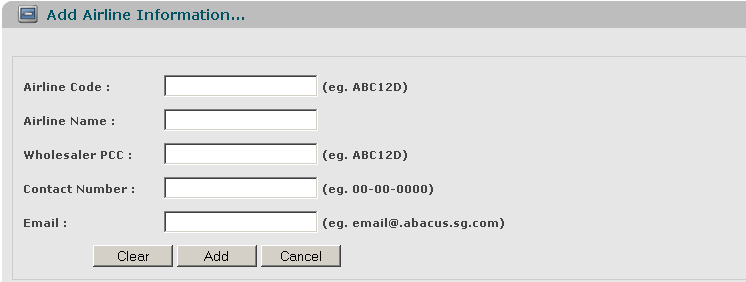 Add Airline Information...
Airline Code : (eg. ABC12D)
Airline Name :
Wholesaler PCC : (eg. ABC12D)
Contact Number : (eg. 00-00-0000)
Email : (eg. email@.abacus.sg.com)
Clear Add Cancel